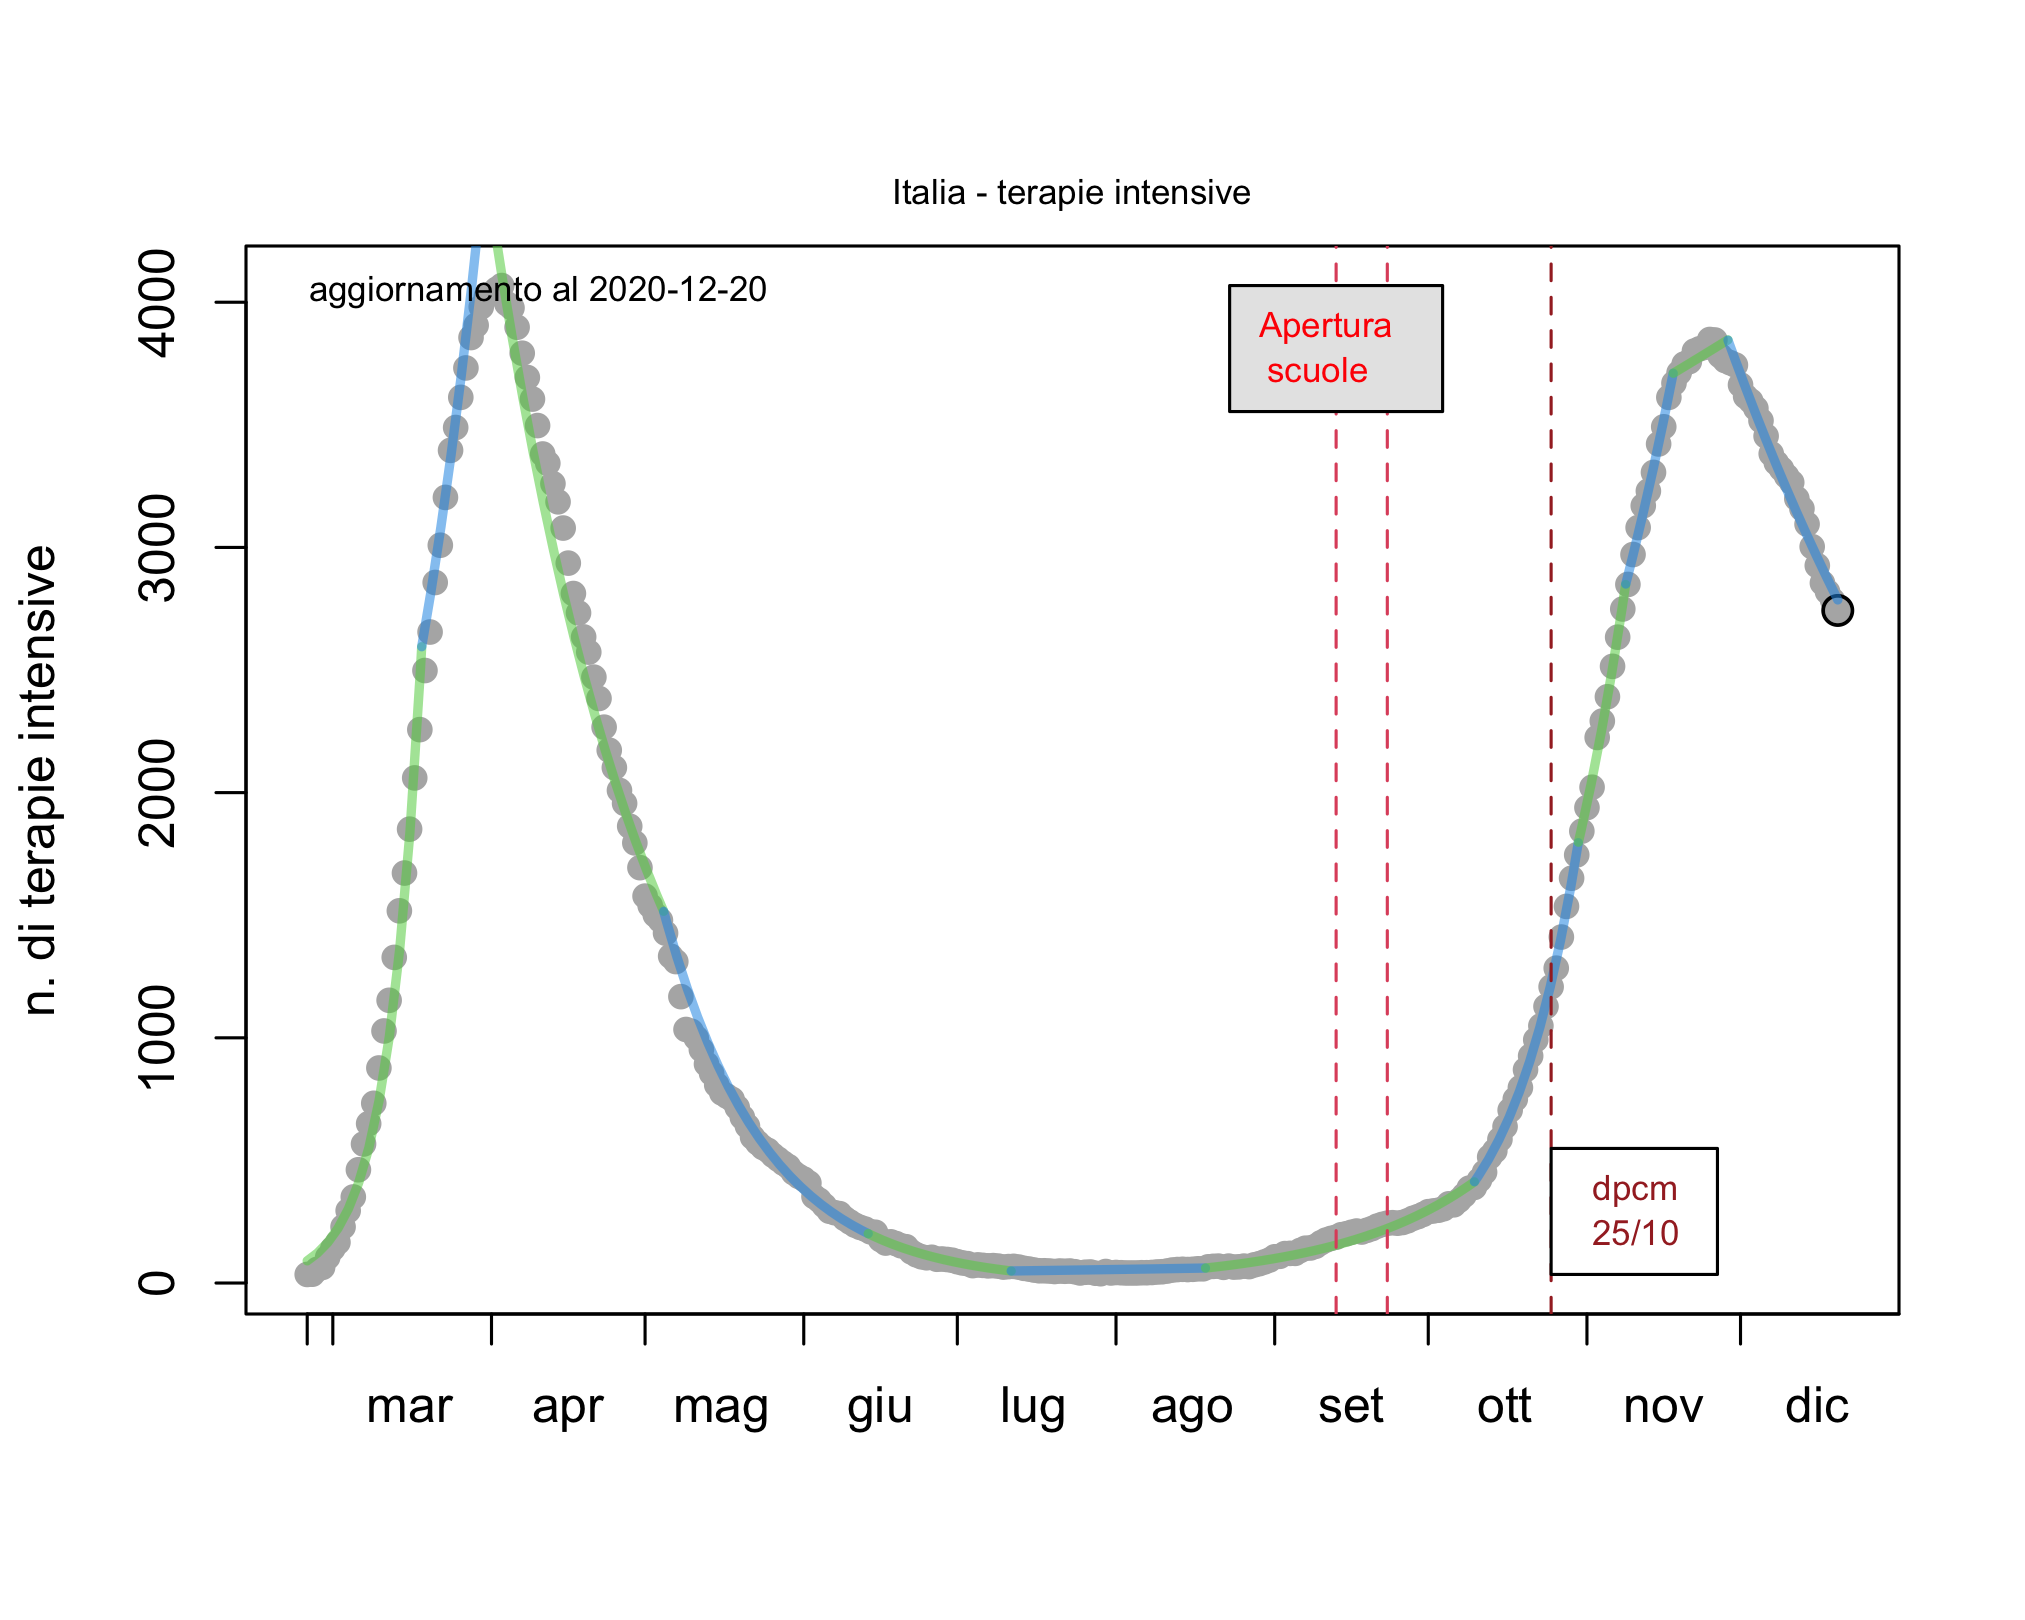 Italia - terapie intensive
aggiornamento al 2020-12-20
Apertura
scuole
dpcm
25/10
n. di terapie intensive
4000
3000
2000
1000
0
mar apr mag giu lug ago set ott nov dic